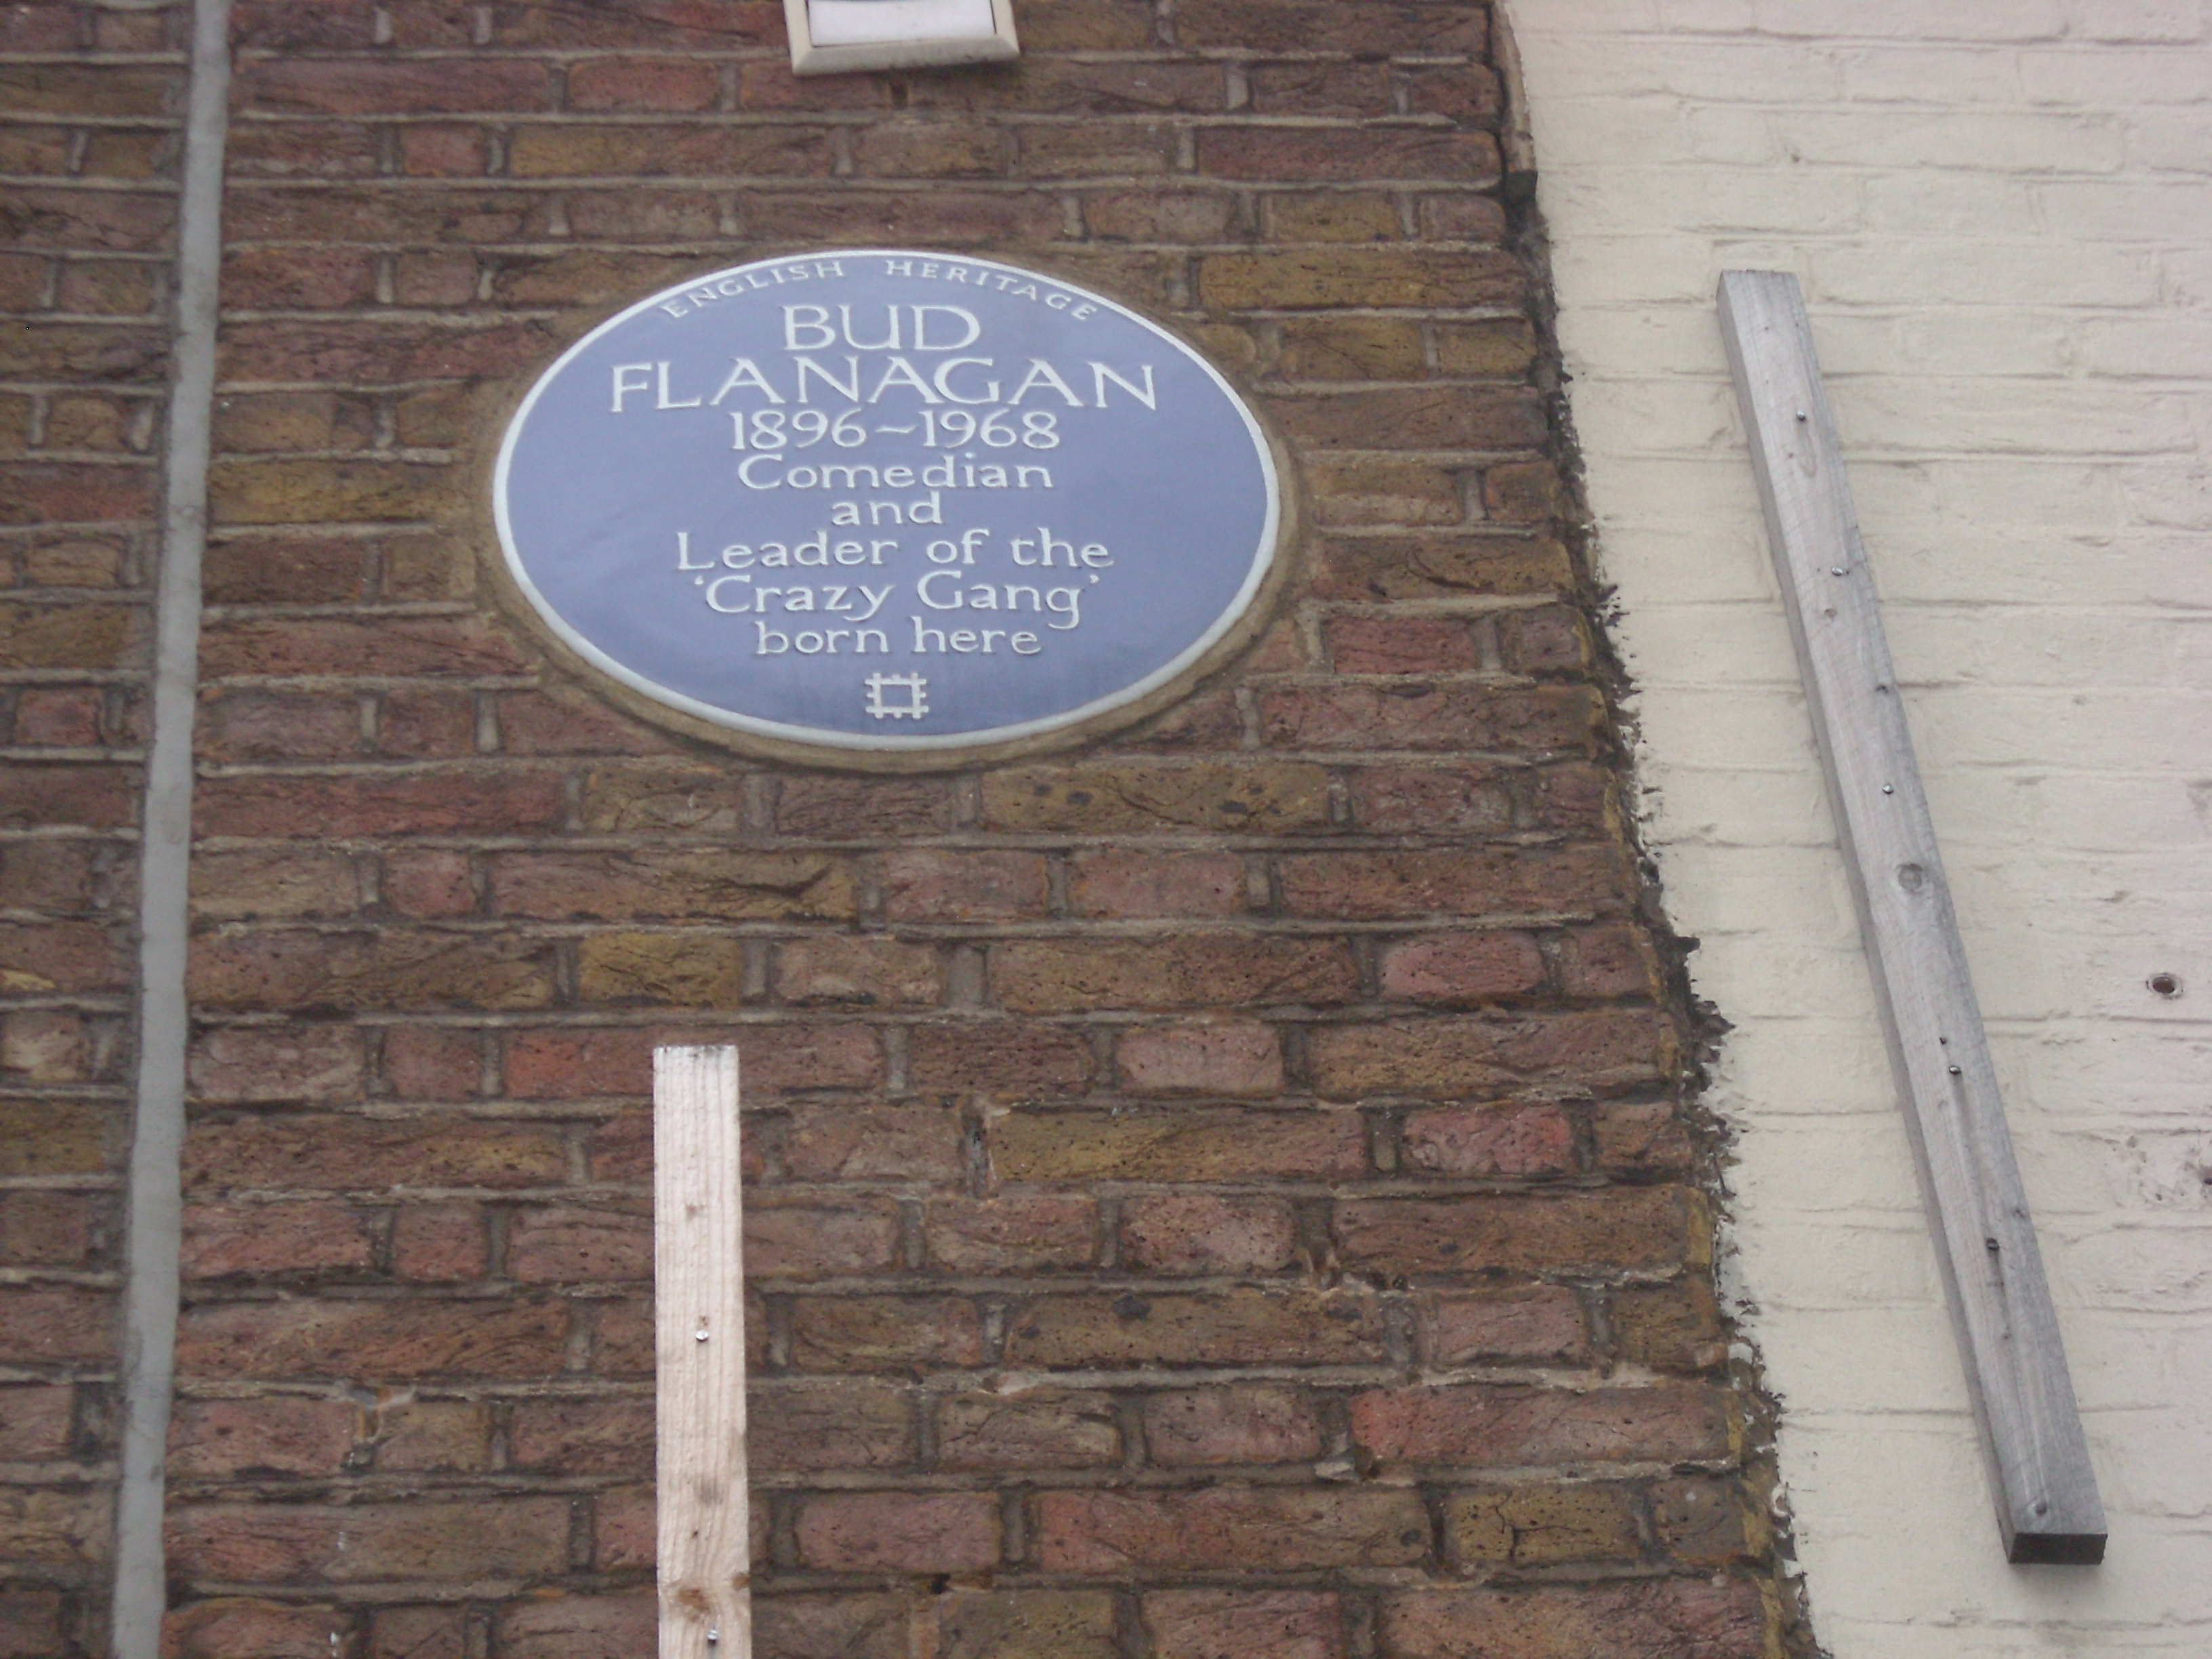 ENGLISH HERITAGE
BUD
FLANAGAN
1896~1968
Comedian
and
Leader of the
'Crazy Gang'
born here